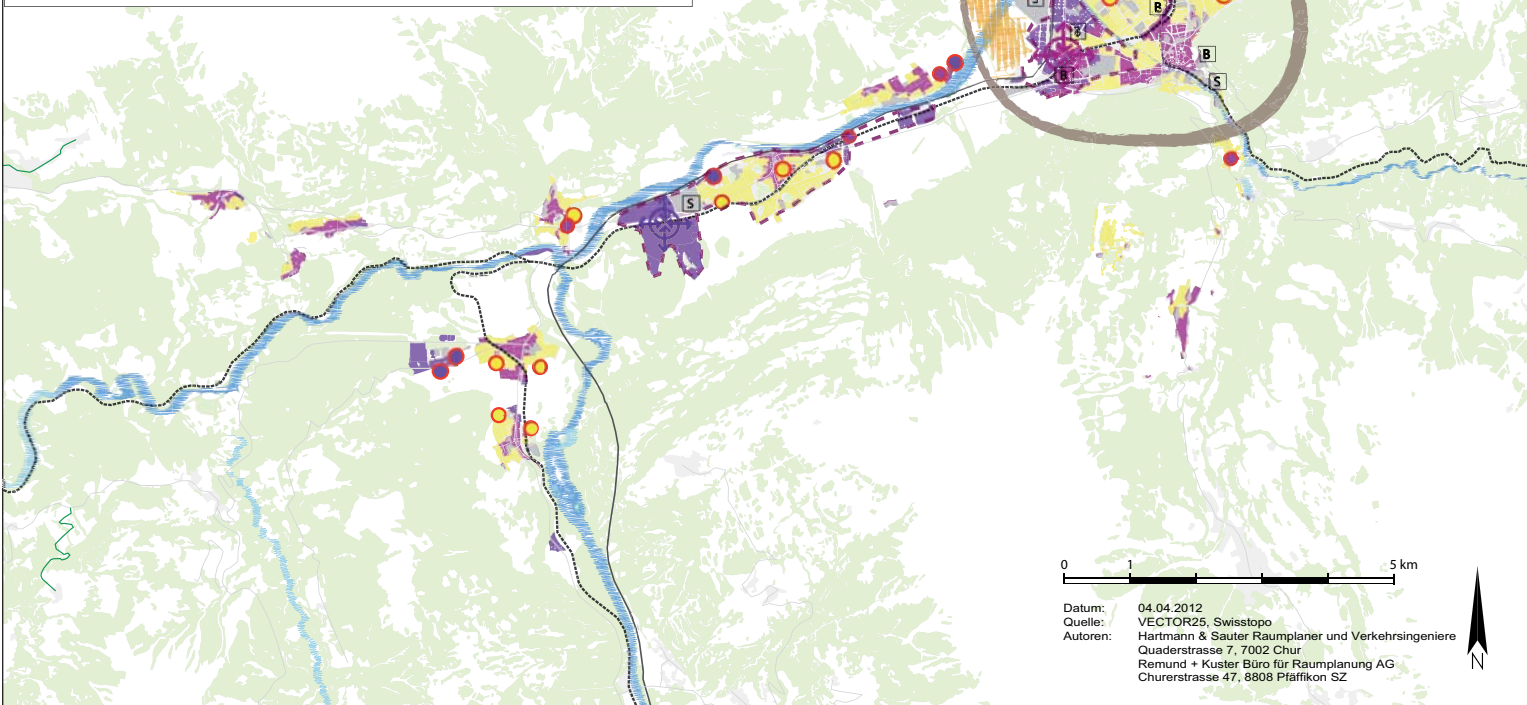 B
B
S
B
S
0 1 5 km
Datum: 04.04.2012
Quelle: VECTOR25, Swisstopo
Autoren: Hartmann & Sauter Raumplaner und Verkehrsingeniere
Quaderstrasse 7, 7002 Chur
Remund + Kuster Büro für Raumplanung AG
Churerstrasse 47, 8808 Pfäffikon SZ
N